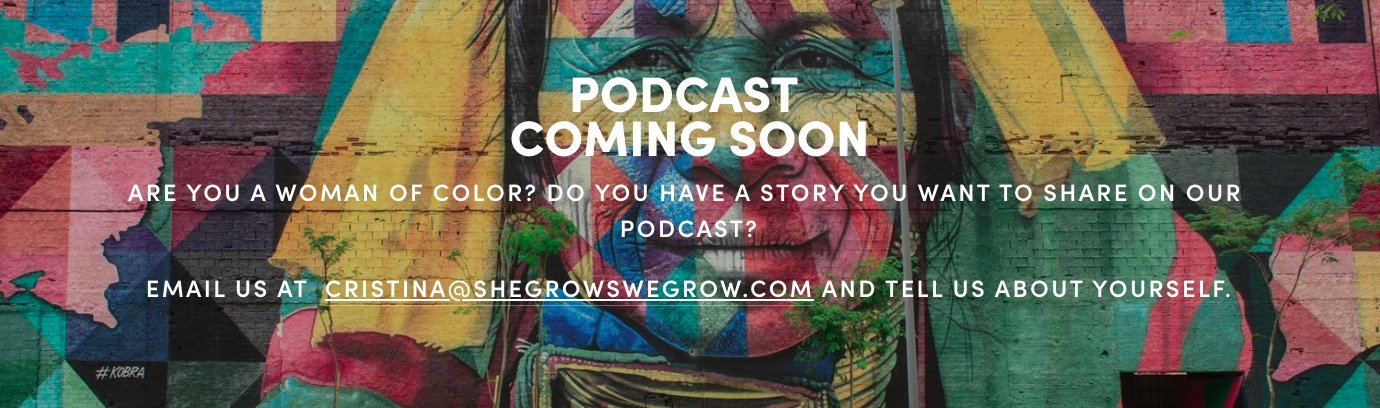 PODCAST
COMING SOON
ARE YOU A WOMAN OF COLOR? DO YOU HAVE A STORY YOU WANT TO SHARE ON OUR
PODCAST?
EMAIL US AT CRISTINA@SHEGROWSWEGROW.COM AND TELL US ABOUT YOURSELF.
#KOBRA